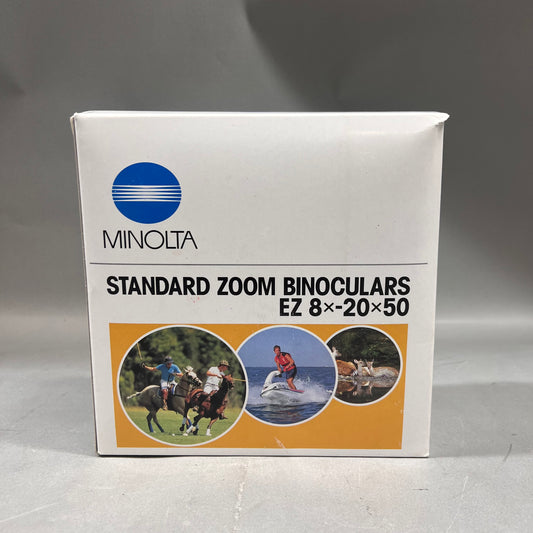 MINOLTA
STANDARD ZOOM BINOCULARS
EZ 8×-20×50